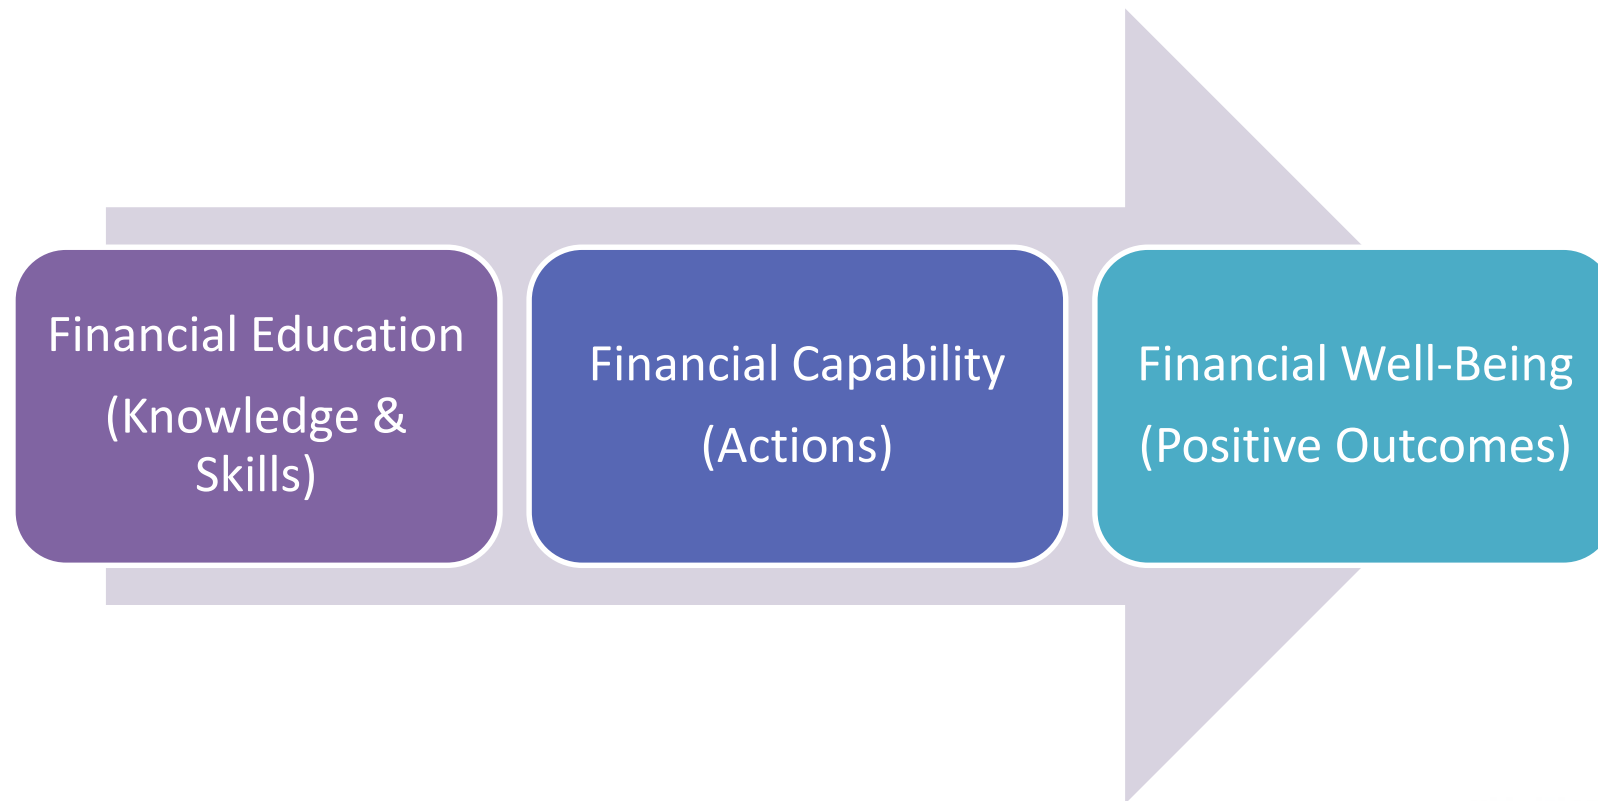 Financial Education
(Knowledge &
Skills)
Financial Capability
(Actions)
Financial Well-Being
(Positive Outcomes)